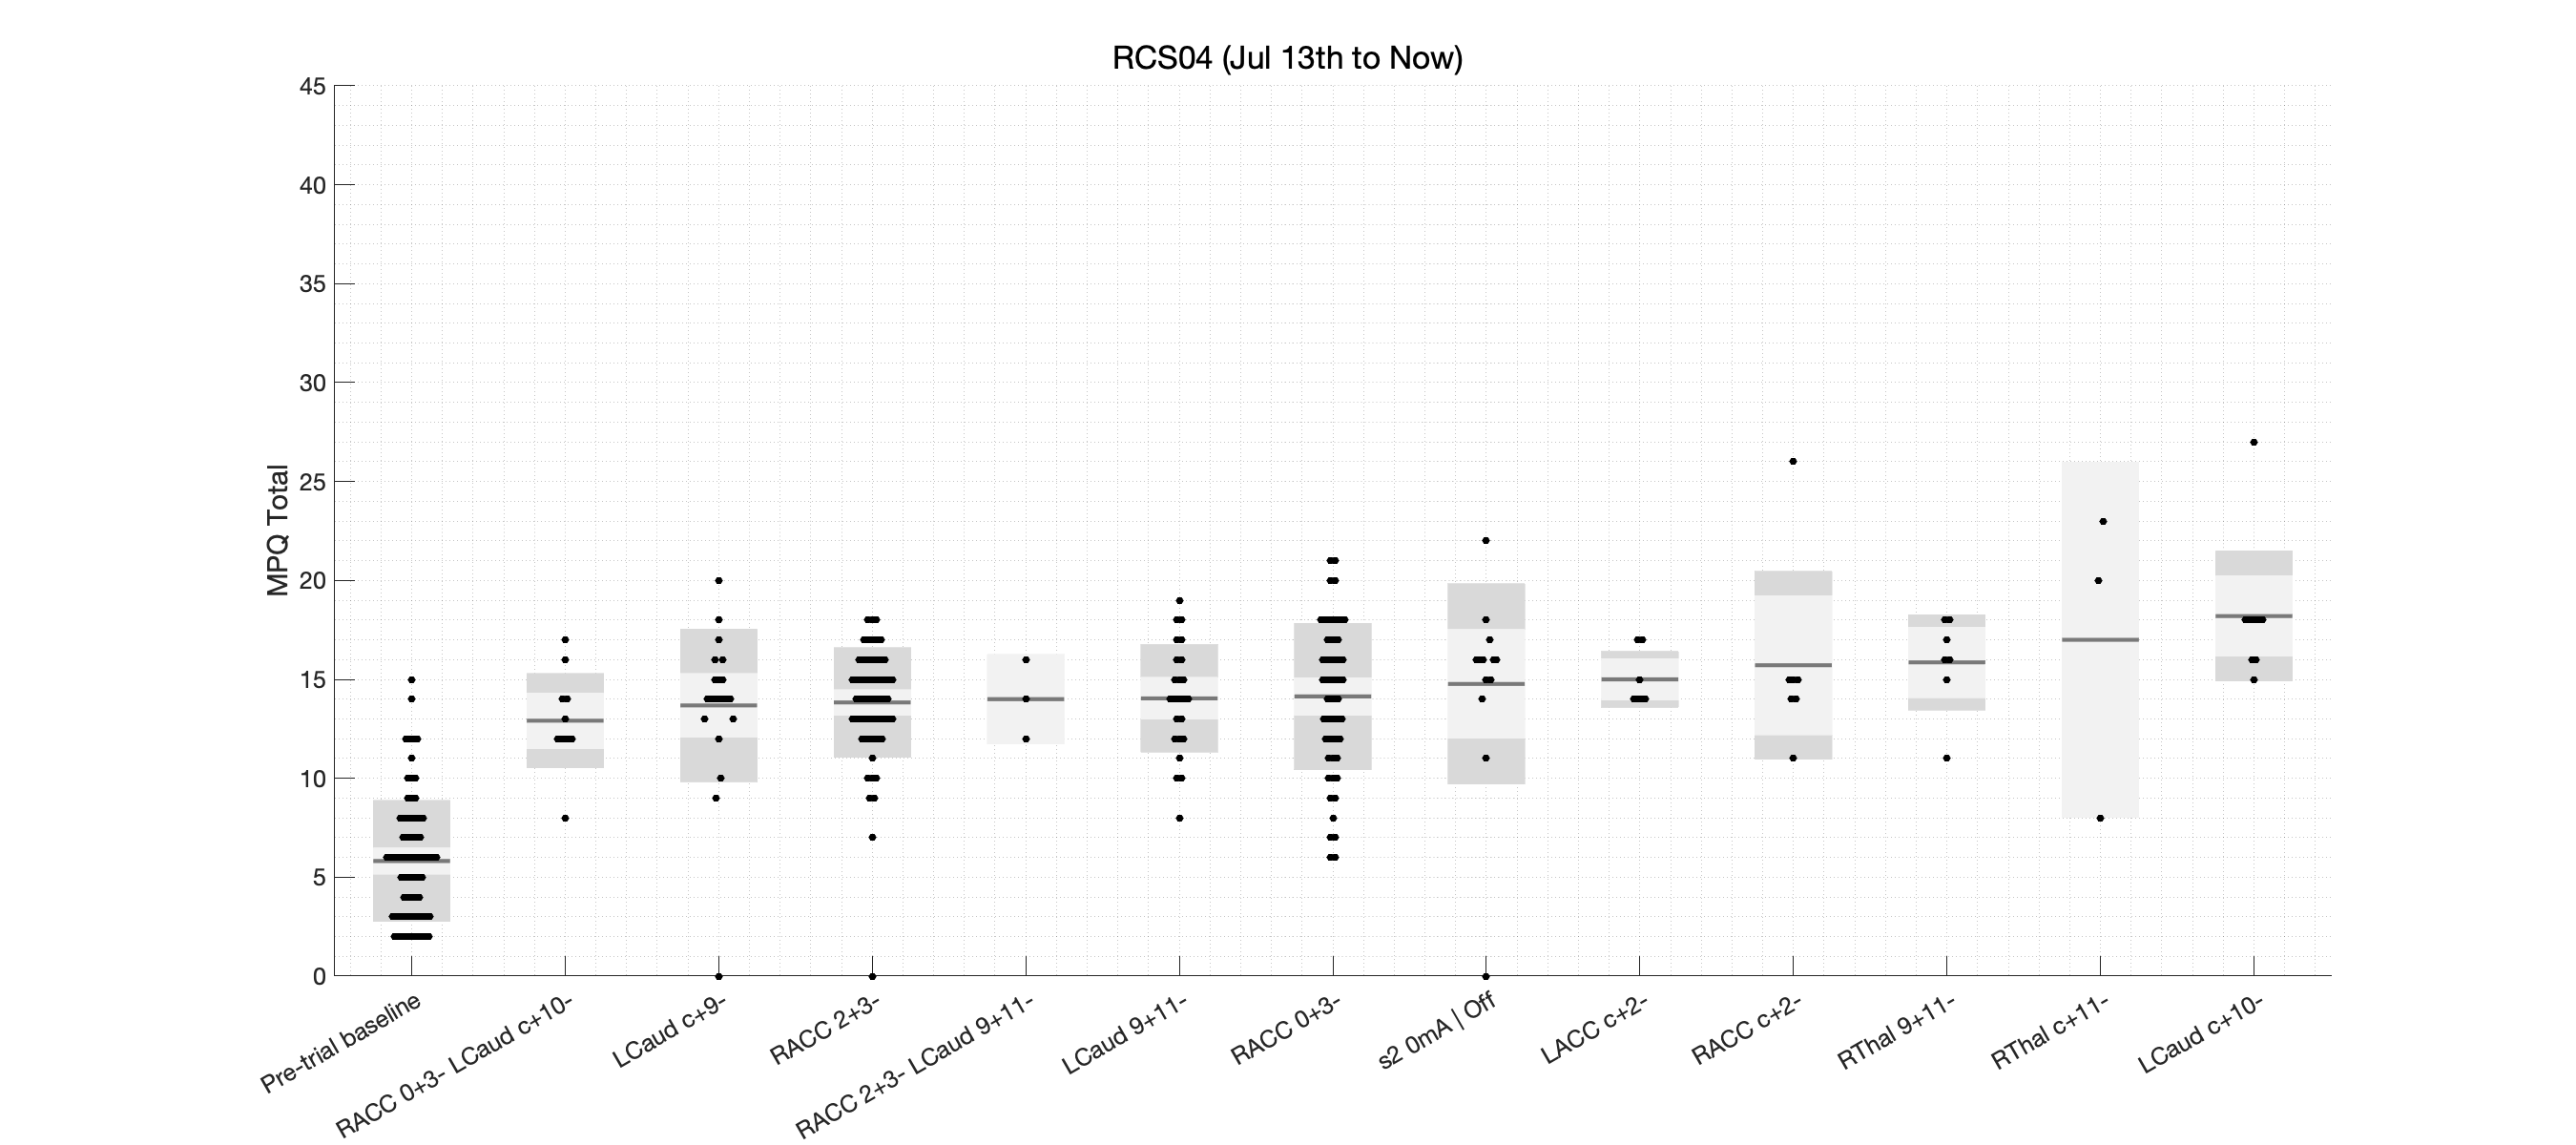 RCS04 (Jul 13th to Now)
MPQ Total
45
40
35
30
25
20
15
10
5
0
Pre-trial baseline
RACC 0+3- LCaud c+10-
LCaud c+9-
RACC 2+3-
RACC 2+3- LCaud 9+11-
LCaud 9+11-
RACC 0+3-
s2 0mA | Off
LACC c+2-
RACC c+2-
RThal 9+11-
RThal c+11-
LCaud c+10-